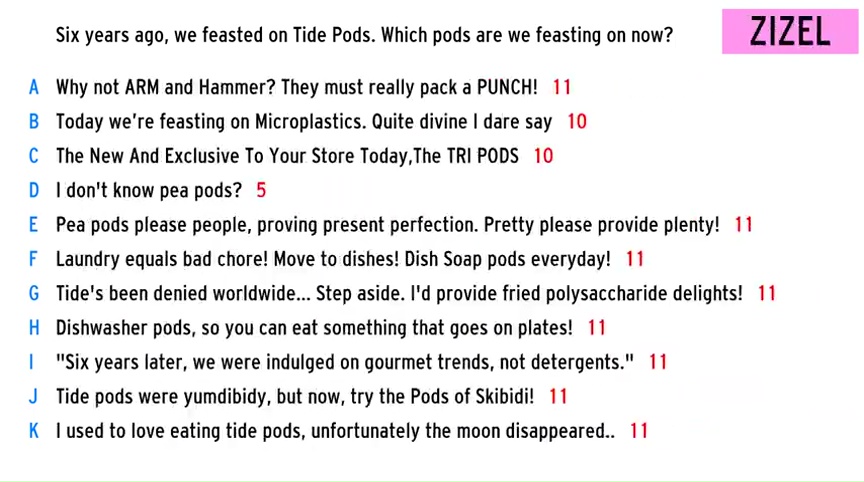 Six years ago, we feasted on Tide Pods. Which pods are we feasting on now?
ZIZEL
A Why not ARM and Hammer? They must really pack a PUNCH! 11
B Today we're feasting on Microplastics. Quite divine I dare say 10
C The New And Exclusive To Your Store Today,The TRI PODS 10
D I don't know pea pods? 5
E Pea pods please people, proving present perfection. Pretty please provide plenty! 11
F Laundry equals bad chore! Move to dishes! Dish Soap pods everyday! 11
G Tide's been denied worldwide... Step aside. I'd provide fried polysaccharide delights! 11
H Dishwasher pods, so you can eat something that goes on plates! 11
I "Six years later, we were indulged on gourmet trends, not detergents." 11
J Tide pods were yumdibidy, but now, try the Pods of Skibidi! 11
K I used to love eating tide pods, unfortunately the moon disappeared.. 11